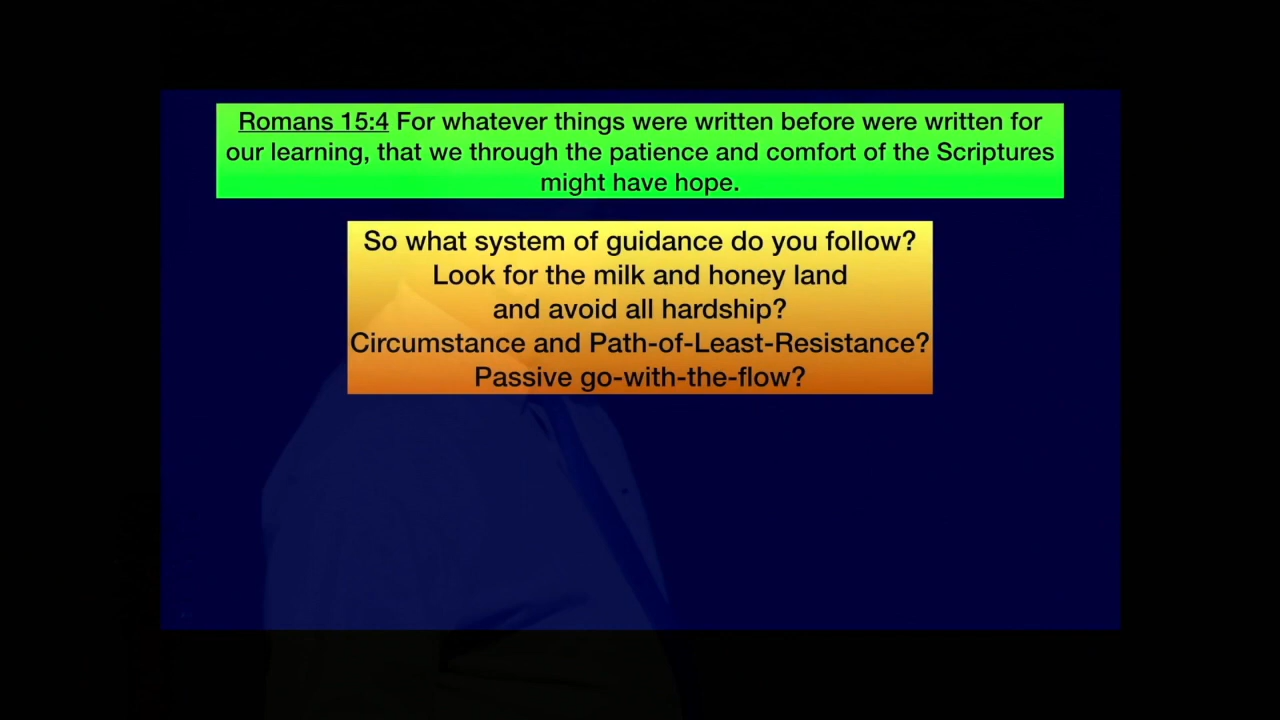 Romans 15:4 For whatever things were written before were written for
our learning, that we through the patience and comfort of the Scriptures
might have hope.
So what system of guidance do you follow?
Look for the milk and honey land
and avoid all hardship?
Circumstance and Path-of-Least-Resistance?
Passive go-with-the-flow?